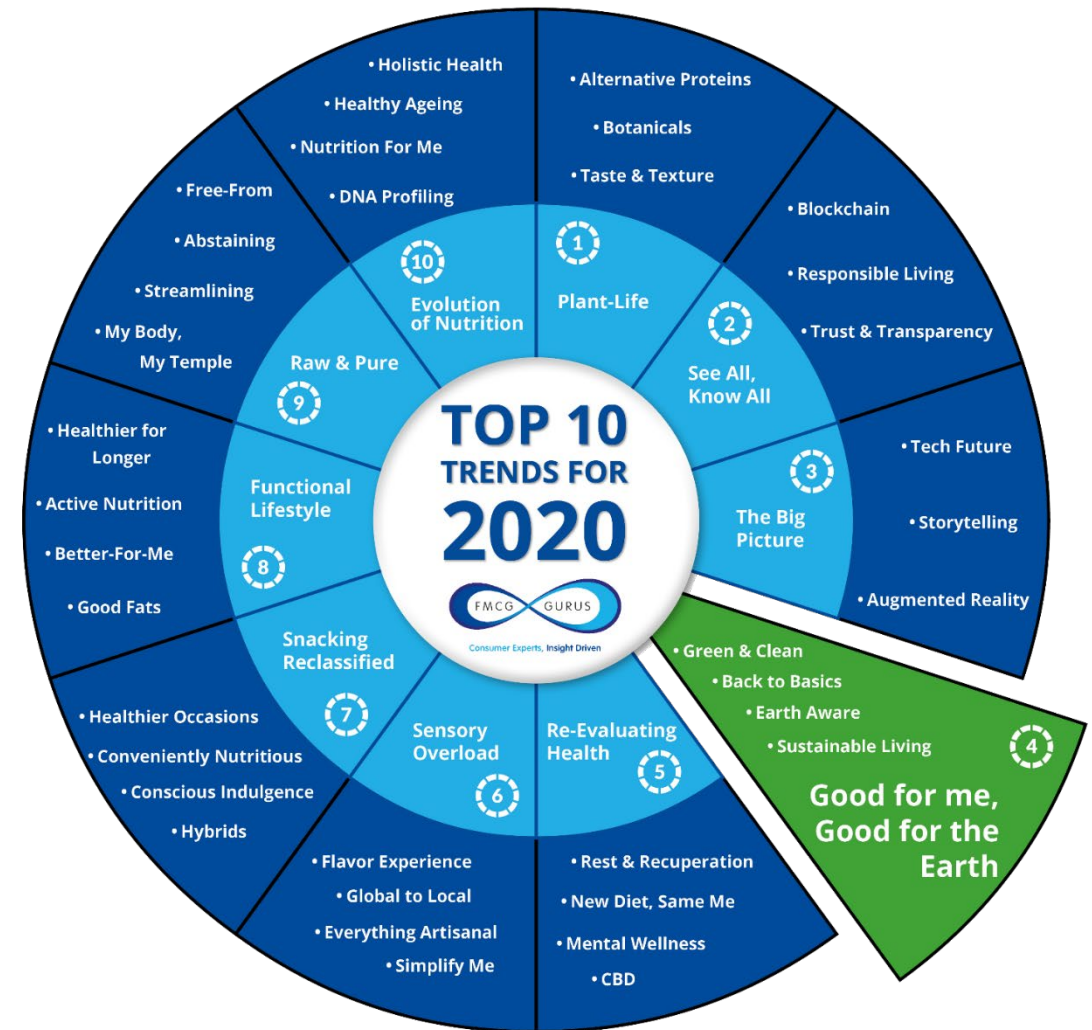 TOP 10
TRENDS FOR
2020
FMCG GURUS
Consumer Experts, Insight Driven
1
Plant-Life
• Alternative Proteins
• Botanicals
• Taste & Texture
2
See All,
Know All
• Blockchain
• Responsible Living
• Trust & Transparency
3
The Big
Picture
• Tech Future
• Storytelling
• Augmented Reality
4
• Green & Clean
• Back to Basics
• Earth Aware
• Sustainable Living
Good for me,
Good for the
Earth
Re-Evaluating
Health
5
• Rest & Recuperation
• New Diet, Same Me
• Mental Wellness
• CBD
Sensory
Overload
6
• Flavor Experience
• Global to Local
• Everything Artisanal
• Simplify Me
Snacking
Reclassified
7
• Healthier Occasions
• Conveniently Nutritious
• Conscious Indulgence
• Hybrids
Functional
Lifestyle
8
• Healthier for
Longer
• Active Nutrition
• Better-For-Me
• Good Fats
Raw & Pure
9
• Free-From
• Abstaining
• Streamlining
• My Body,
My Temple
10
Evolution
of Nutrition
• Holistic Health
• Healthy Ageing
• Nutrition For Me
• DNA Profiling